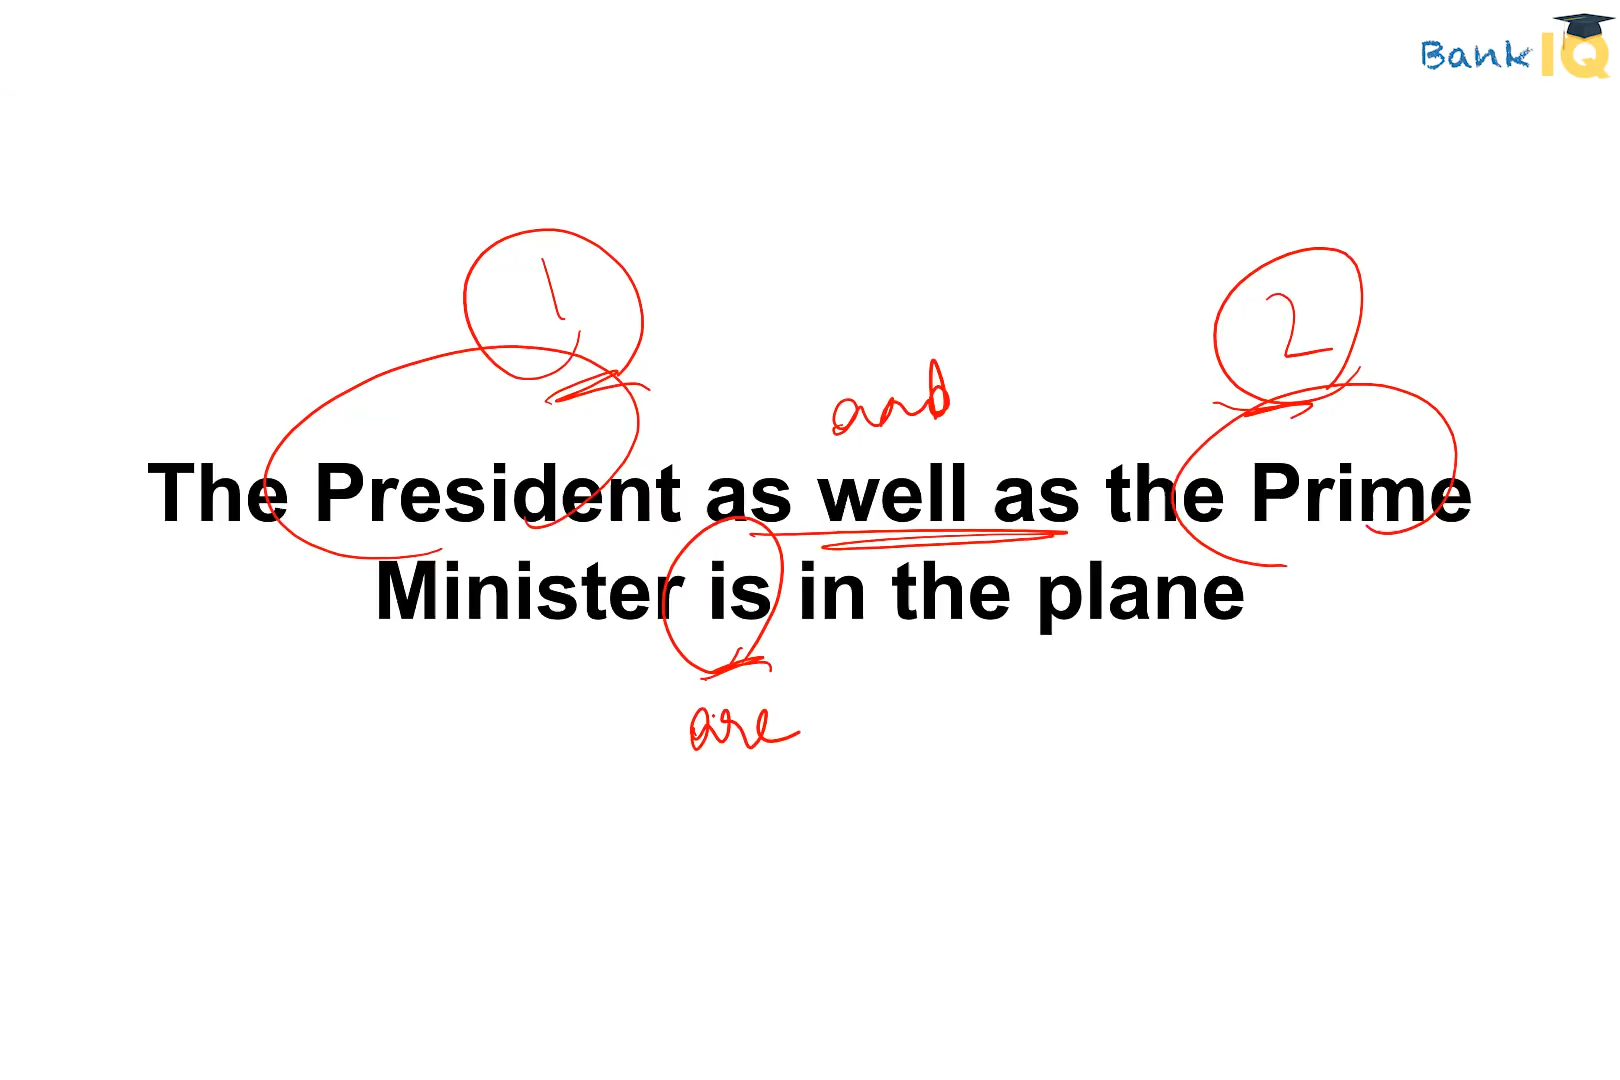 Bank IQ
1
2
and
The President as well as the Prime
Minister is in the plane
are